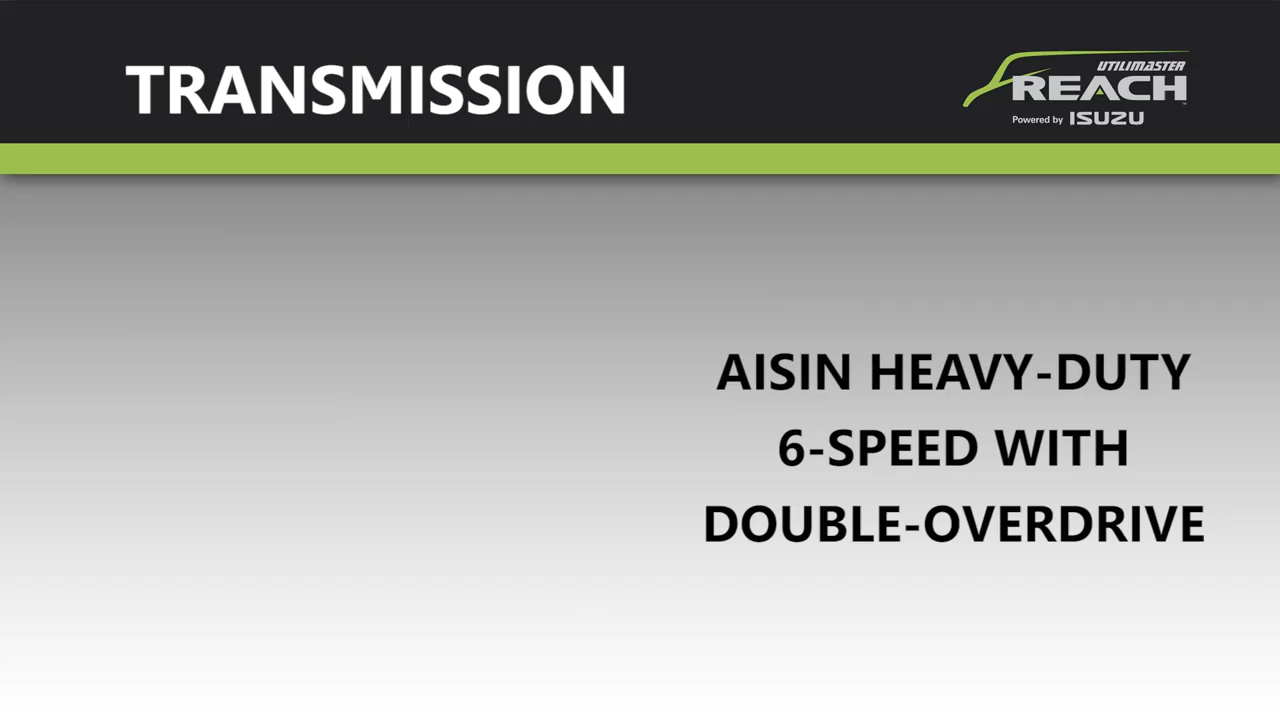 TRANSMISSION
UTILIMASTER
REACH
Powered by ISUZU
AISIN HEAVY-DUTY
6-SPEED WITH
DOUBLE-OVERDRIVE